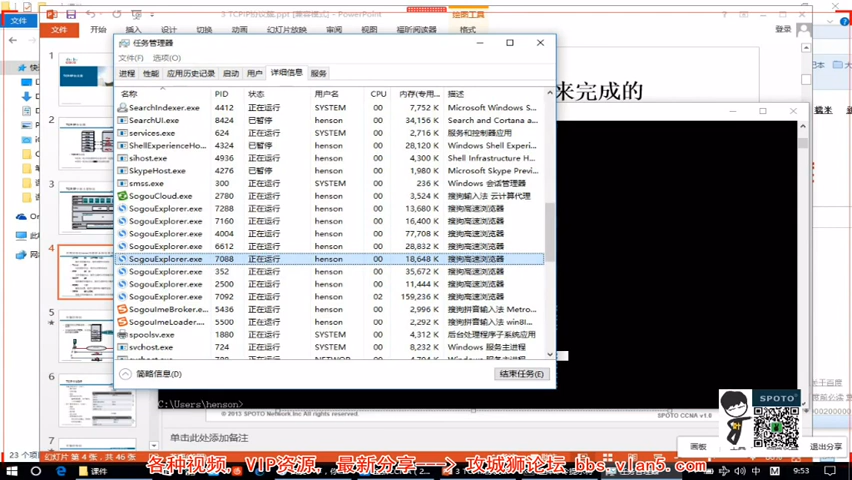 3 TCP/IP协议簇.ppt [兼容模式] - PowerPoint
绘图工具
文件
文件
开始
插入
设计
切换
动画
幻灯片放映
审阅
视图
福昕阅读器
格式
登录
任务管理器
文件(F) 选项(O)
进程 性能 应用历史记录 启动 用户 详细信息 服务
名称 PID 状态 用户名 CPU 内存(专用... 描述
SearchIndexer.exe 4412 正在运行 SYSTEM 00 7,752 K Microsoft Windows S...
SearchUI.exe 8424 已暂停 henson 00 34,156 K Search and Cortana a...
services.exe 624 正在运行 SYSTEM 00 2,716 K 服务和控制器应用
ShellExperienceHo... 4324 已暂停 henson 00 28,120 K Windows Shell Experi...
sihost.exe 4936 正在运行 henson 00 4,300 K Shell Infrastructure H...
SkypeHost.exe 4276 已暂停 henson 00 1,980 K Microsoft Skype Previ...
smss.exe 300 正在运行 SYSTEM 00 236 K Windows 会话管理器
SogouCloud.exe 2780 正在运行 henson 00 3,524 K 搜狗输入法 云计算代理
SogouExplorer.exe 7288 正在运行 henson 00 13,680 K 搜狗高速浏览器
SogouExplorer.exe 7160 正在运行 henson 00 16,400 K 搜狗高速浏览器
SogouExplorer.exe 4004 正在运行 henson 00 77,708 K 搜狗高速浏览器
SogouExplorer.exe 6612 正在运行 henson 00 28,832 K 搜狗高速浏览器
SogouExplorer.exe 7088 正在运行 henson 00 18,648 K 搜狗高速浏览器
SogouExplorer.exe 352 正在运行 henson 00 35,672 K 搜狗高速浏览器
SogouExplorer.exe 2500 正在运行 henson 00 11,444 K 搜狗高速浏览器
SogouExplorer.exe 7092 正在运行 henson 02 159,236 K 搜狗高速浏览器
SogouImeBroker.e... 7084 正在运行 henson 00 2,996 K 搜狗拼音输入法 Metro...
SogouImeLoader.... 5500 正在运行 henson 00 2,292 K 搜狗拼音输入法 win8I...
spoolsv.exe 1880 正在运行 SYSTEM 00 4,132 K 后台处理程序子系统应用
svchost.exe 724 正在运行 SYSTEM 00 8,232 K Windows 服务主进程
简略信息(D)
结束任务(E)
来完成的
C:\Users\henson>
© 2013 SPOTO Network.Inc All rights reserved.
SPOTO CCNA v1.0
SPOTO
单击此处添加备注
画板
工具
退出分享
23 个项
幻灯片 第 4 张，共 46 张
各种视频，VIP资源，最新分享---> 攻城狮论坛 bbs.vlan5.com
课件
中
9:53